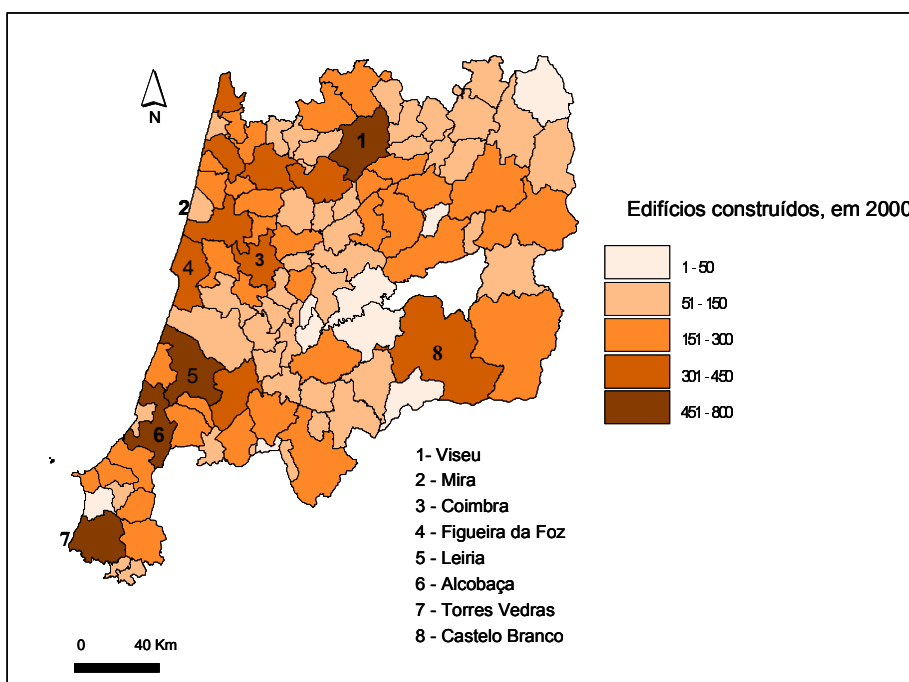 N
1
2
3
4
5
6
7
8
Edifícios construídos, em 2000
1 - 50
51 - 150
151 - 300
301 - 450
451 - 800
1- Viseu
2 - Mira
3 - Coimbra
4 - Figueira da Foz
5 - Leiria
6 - Alcobaça
7 - Torres Vedras
8 - Castelo Branco
0 40 Km